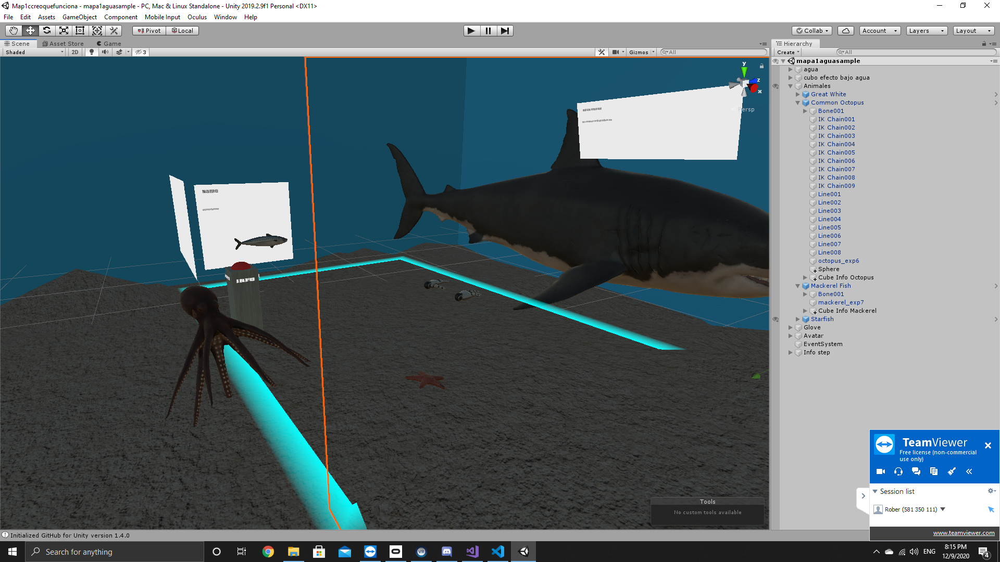 Map1ccreoquefunciona - mapa1aguasample - PC, Mac & Linux Standalone - Unity 2019.2.9f1 Personal <DX11>
File Edit Assets GameObject Component Mobile Input Oculus Window Help
Pivot Local Collab Account Layers Layout
Scene Asset Store Game
Shaded 2D 3 Gizmos All
Hierarchy
Create All
mapa1aguasample
agua
cubo efecto bajo agua
Animales
Great White
Common Octopus
Bone001
IK Chain001
IK Chain002
IK Chain003
IK Chain004
IK Chain005
IK Chain006
IK Chain007
IK Chain008
IK Chain009
Line001
Line002
Line003
Line004
Line005
Line006
Line007
Line008
octopus_exp6
Sphere
Cube Info Octopus
Mackerel Fish
Bone001
mackerel_exp7
Cube Info Mackerel
Starfish
Glove
Avatar
EventSystem
Info step
y
z
x
Persp
Name
Name
INFO
Tools
No custom tools available
TeamViewer
Free license (non-commercial
use only)
Session list
Rober (581 350 111)
www.teamviewer.com
Initialized GitHub for Unity version 1.4.0
Search for anything
VR
ENG
8:15 PM
12/9/2020
4